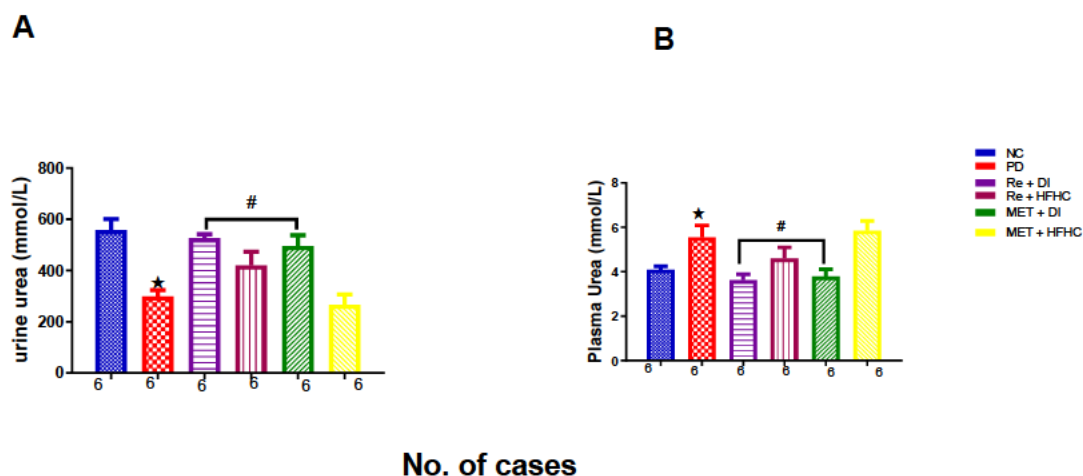 A
urine urea (mmol/L)
800
600
400
200
0
★
#
6 6 6 6 6 6
B
Plasma Urea (mmol/L)
8
6
4
2
0
★
#
6 6 6 6 6 6
NC
PD
Re + DI
Re + HFHC
MET + DI
MET + HFHC
No. of cases